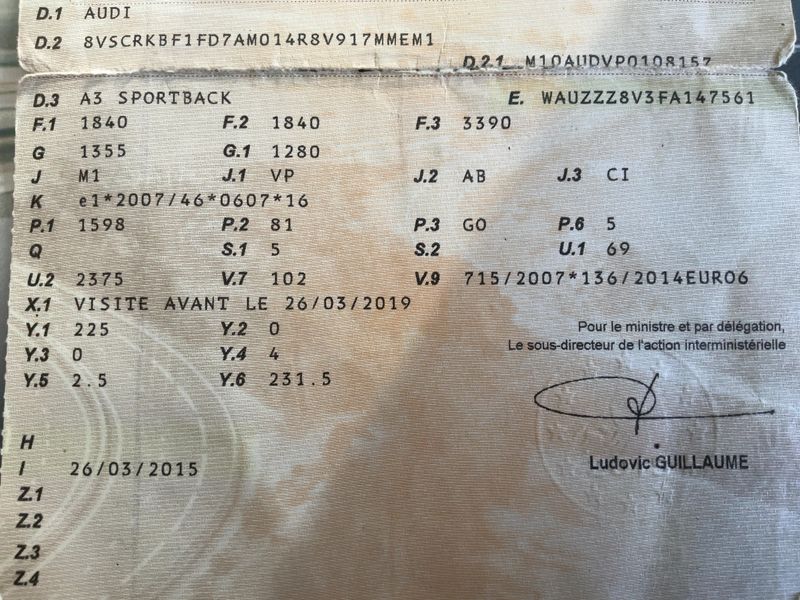 D.1 AUDI
D.2 8VSCRKBF1FD7AM014R8V917MMEM1
D.2.1 M10AUDVP0108157
D.3 A3 SPORTBACK E. WAUZZZ8V3FA147561
F.1 1840 F.2 1840 F.3 3390
G 1355 G.1 1280
J M1 J.1 VP J.2 AB J.3 CI
K e1*2007/46*0607*16
P.1 1598 P.2 81 P.3 GO P.6 5
Q S.1 5 S.2 U.1 69
U.2 2375 V.7 102 V.9 715/2007*136/2014EURO6
X.1 VISITE AVANT LE 26/03/2019
Y.1 225 Y.2 0
Pour le ministre et par délégation,
Le sous-directeur de l'action interministérielle
Y.3 0 Y.4 4
Y.5 2.5 Y.6 231.5
H
Ludovic GUILLAUME
I 26/03/2015
Z.1
Z.2
Z.3
Z.4